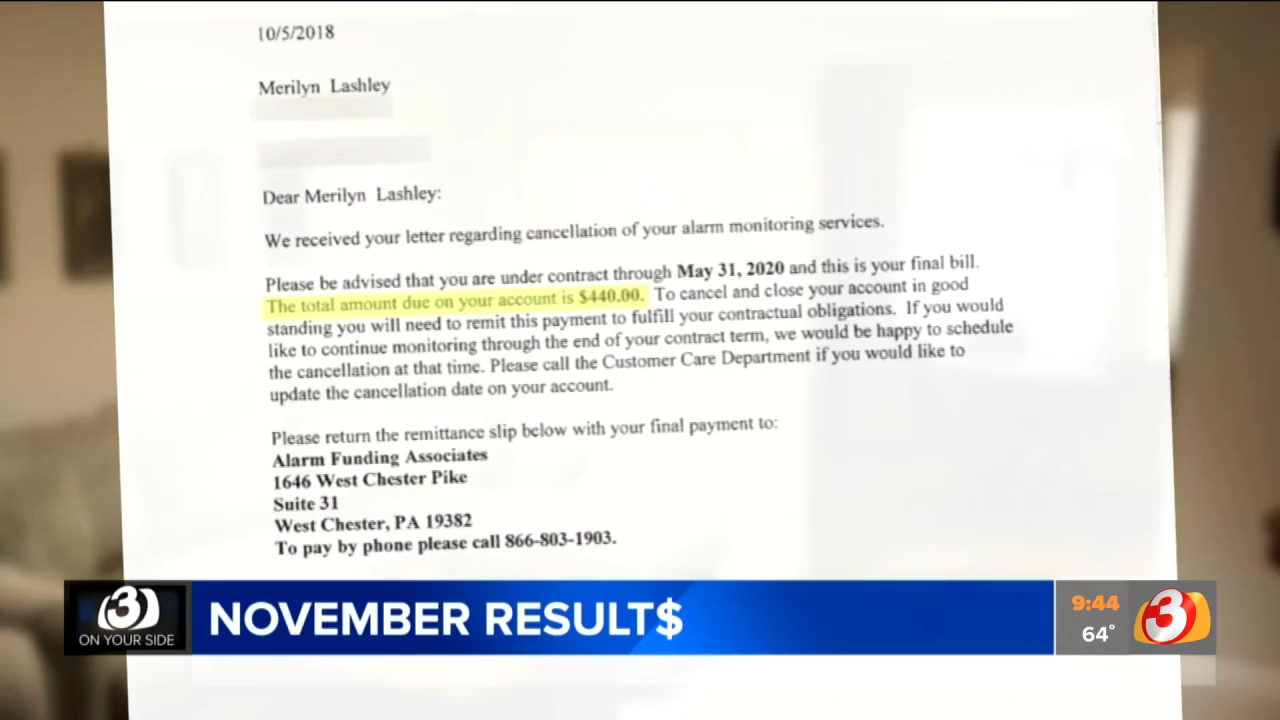 10/5/2018
Merilyn Lashley
Dear Merilyn Lashley:
We received your letter regarding cancellation of your alarm monitoring services.
Please be advised that you are under contract through May 31, 2020 and this is your final bill.
The total amount due on your account is $440.00. To cancel and close your account in good
standing you will need to remit this payment to fulfill your contractual obligations. If you would
like to continue monitoring through the end of your contract term, we would be happy to schedule
the cancellation at that time. Please call the Customer Care Department if you would like to
update the cancellation date on your account.
Please return the remittance slip below with your final payment to:
Alarm Funding Associates
1646 West Chester Pike
Suite 31
West Chester, PA 19382
To pay by phone please call 866-803-1903.
3
ON YOUR SIDE
NOVEMBER RESULT$
9:44
64°
3